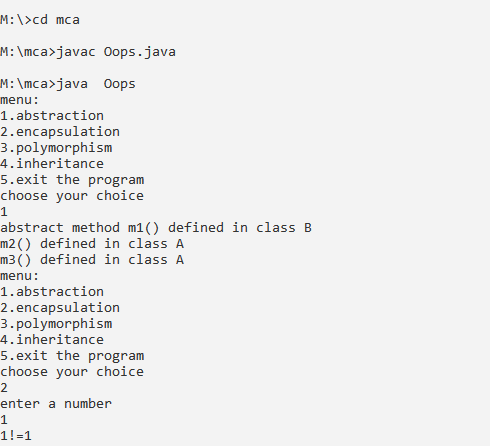 M:\>cd mca
M:\mca>javac Oops.java
M:\mca>java  Oops
menu:
1.abstraction
2.encapsulation
3.polymorphism
4.inheritance
5.exit the program
choose your choice
1
abstract method m1() defined in class B
m2() defined in class A
m3() defined in class A
menu:
1.abstraction
2.encapsulation
3.polymorphism
4.inheritance
5.exit the program
choose your choice
2
enter a number
1
1!=1